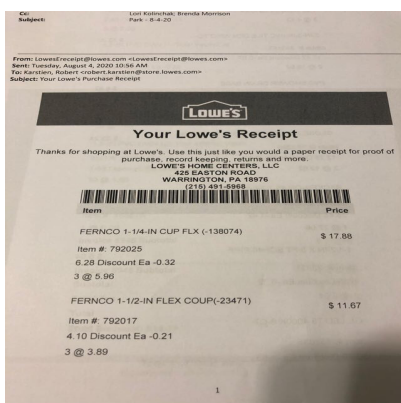 Cc: Lori Kolinchak; Brenda Morrison
Subject: Park - 8-4-20
From: LowesEreceipt@lowes.com <LowesEreceipt@lowes.com>
Sent: Tuesday, August 4, 2020 10:56 AM
To: Karstien, Robert <robert.karstien@store.lowes.com>
Subject: Your Lowe's Purchase Receipt
LOWE'S
Your Lowe's Receipt
Thanks for shopping at Lowe's. Use this just like you would a paper receipt for proof of
purchase, record keeping, returns and more.
LOWE'S HOME CENTERS, LLC
425 EASTON ROAD
WARRINGTON, PA 18976
(215) 491-5968
Item Price
FERNCO 1-1/4-IN CUP FLX (-138074) $ 17.88
Item #: 792025
6.28 Discount Ea -0.32
3 @ 5.96
FERNCO 1-1/2-IN FLEX COUP(-23471) $ 11.67
Item #: 792017
4.10 Discount Ea -0.21
3 @ 3.89
1